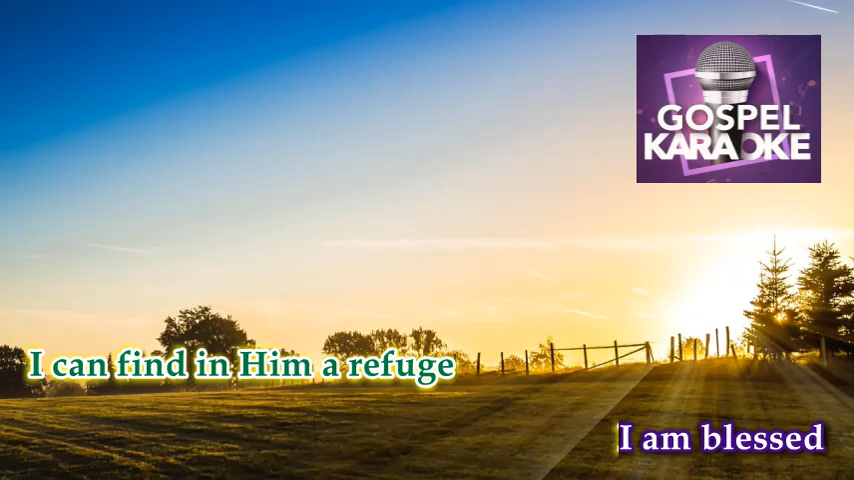 GOSPEL
KARAOKE
I can find in Him a refuge
I am blessed